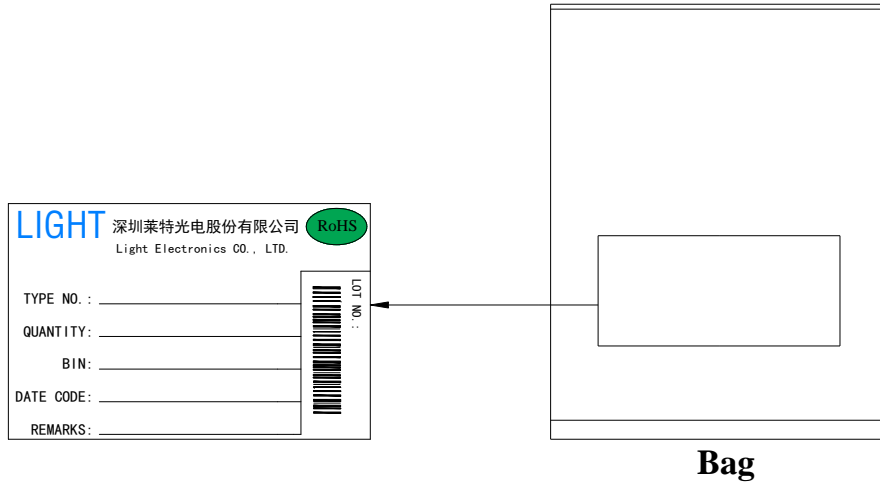 LIGHT 深圳莱特光电股份有限公司 RoHS
Light Electronics CO., LTD.
LOT NO.:
TYPE NO.:
QUANTITY:
BIN:
DATE CODE:
REMARKS:
Bag